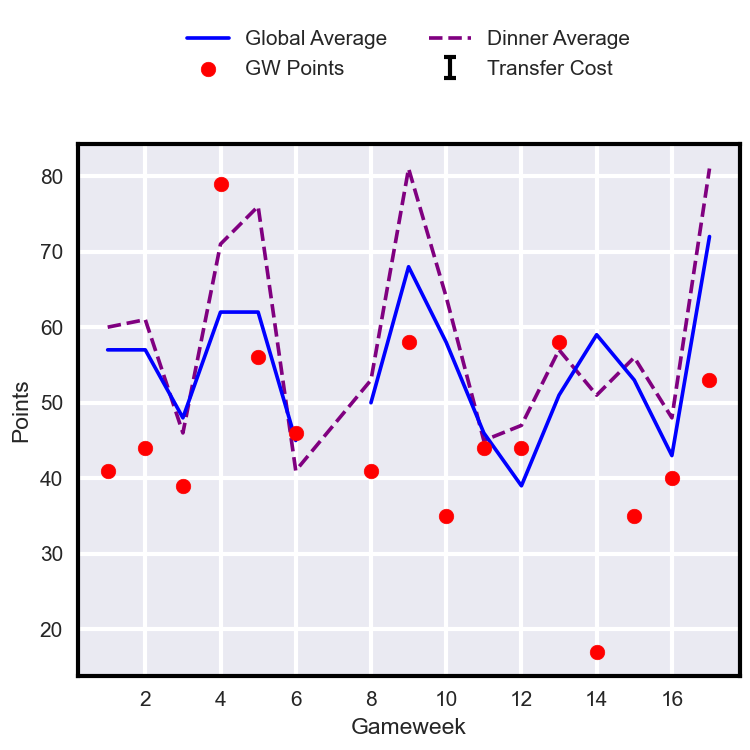 Global Average
Dinner Average
GW Points
Transfer Cost
80
70
60
50
40
30
20
Points
2 4 6 8 10 12 14 16
Gameweek